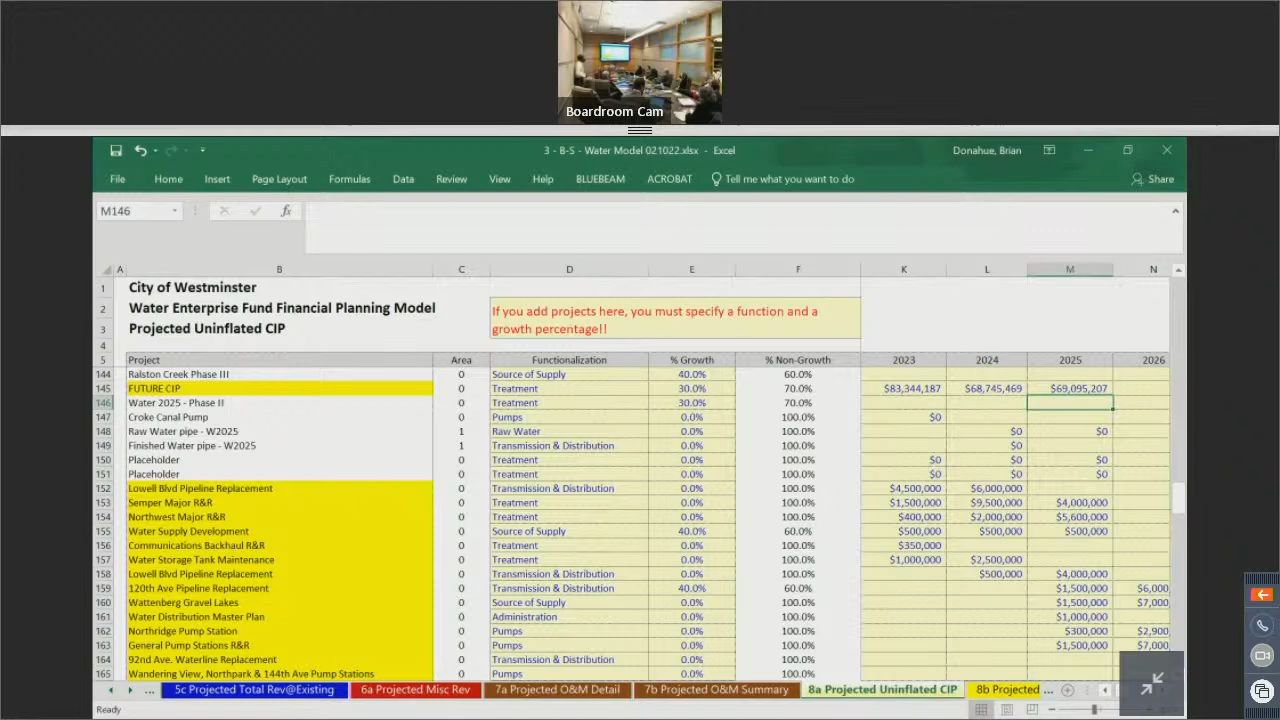 Boardroom Cam
3 - B-S - Water Model 021022.xlsx - Excel
Donahue, Brian
File Home Insert Page Layout Formulas Data Review View Help BLUEBEAM ACROBAT Tell me what you want to do Share
M146 fx
A B C D E F K L M N
1 City of Westminster
2 Water Enterprise Fund Financial Planning Model If you add projects here, you must specify a function and a
3 Projected Uninflated CIP growth percentage!!
4
5 Project Area Functionalization % Growth % Non-Growth 2023 2024 2025 2026
144 Ralston Creek Phase III 0 Source of Supply 40.0% 60.0%
145 FUTURE CIP 0 Treatment 30.0% 70.0% $83,344,187 $68,745,469 $69,095,207
146 Water 2025 - Phase II 0 Treatment 30.0% 70.0%
147 Croke Canal Pump 0 Pumps 0.0% 100.0% $0
148 Raw Water pipe - W2025 1 Raw Water 0.0% 100.0% $0 $0
149 Finished Water pipe - W2025 1 Transmission & Distribution 0.0% 100.0% $0
150 Placeholder 0 Treatment 0.0% 100.0% $0 $0 $0
151 Placeholder 0 Treatment 0.0% 100.0% $0 $0 $0
152 Lowell Blvd Pipeline Replacement 0 Transmission & Distribution 0.0% 100.0% $4,500,000 $6,000,000
153 Semper Major R&R 0 Treatment 0.0% 100.0% $1,500,000 $9,500,000 $4,000,000
154 Northwest Major R&R 0 Treatment 0.0% 100.0% $400,000 $2,000,000 $5,600,000
155 Water Supply Development 0 Source of Supply 40.0% 60.0% $500,000 $500,000 $500,000
156 Communications Backhaul R&R 0 Treatment 0.0% 100.0% $350,000
157 Water Storage Tank Maintenance 0 Treatment 0.0% 100.0% $1,000,000 $2,500,000
158 Lowell Blvd Pipeline Replacement 0 Transmission & Distribution 0.0% 100.0% $500,000 $4,000,000
159 120th Ave Pipeline Replacement 0 Transmission & Distribution 40.0% 60.0% $1,500,000 $6,000
160 Wattenberg Gravel Lakes 0 Source of Supply 0.0% 100.0% $1,500,000 $7,000,
161 Water Distribution Master Plan 0 Administration 0.0% 100.0% $1,000,000
162 Northridge Pump Station 0 Pumps 0.0% 100.0% $300,000 $2,900
163 General Pump Stations R&R 0 Pumps 0.0% 100.0% $1,500,000 $7,000
164 92nd Ave. Waterline Replacement 0 Transmission & Distribution 0.0% 100.0%
165 Wandering View, Northpark & 144th Ave Pump Stations 0 Pumps 0.0% 100.0%
... 5c Projected Total Rev@Existing 6a Projected Misc Rev 7a Projected O&M Detail 7b Projected O&M Summary 8a Projected Uninflated CIP 8b Projected ...
Ready